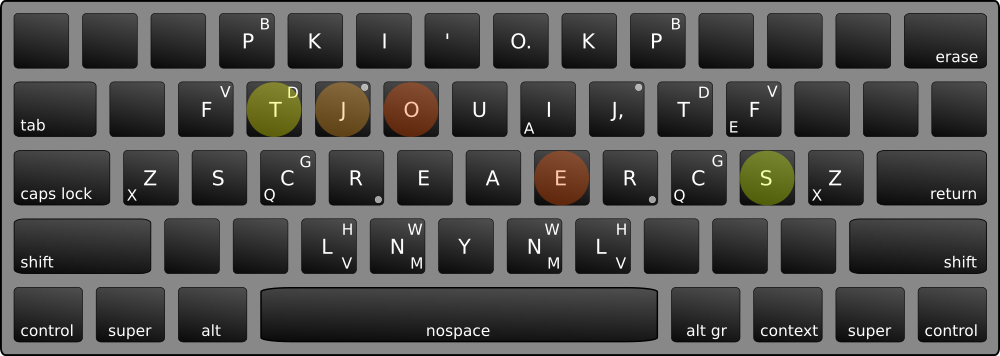 B B
P K I ' O. K P erase
V D D V
tab F T J O U I J, T F
A E
G G
caps lock Z S C R E A E R C S Z return
X Q Q X
H W W H
shift L N Y N L shift
V M M V
control super alt nospace alt gr context super control